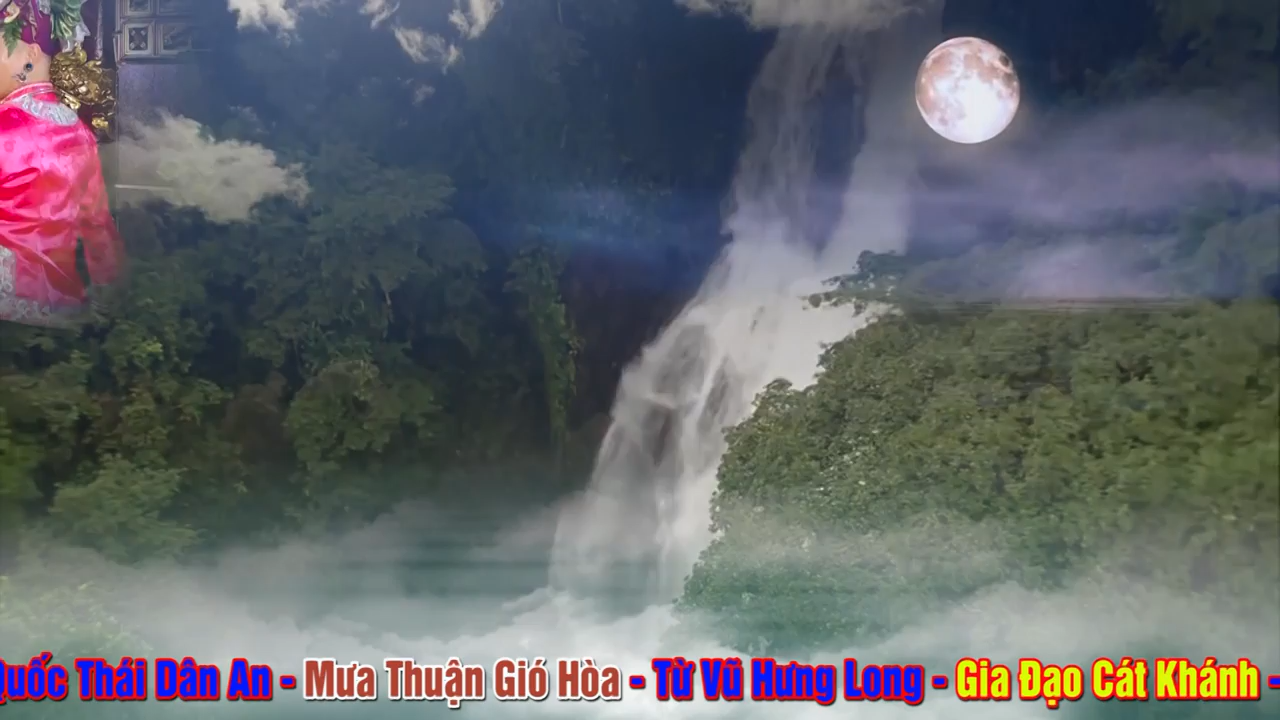 Quốc Thái Dân An - Mưa Thuận Gió Hòa - Từ Vũ Hưng Long - Gia Đạo Cát Khánh -